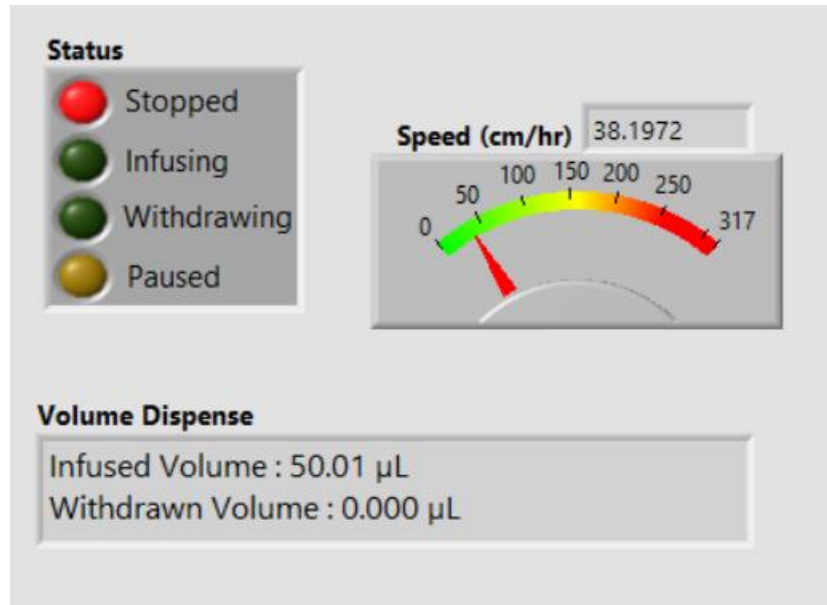 Status
Stopped
Infusing
Withdrawing
Paused
Speed (cm/hr) 38.1972
0 50 100 150 200 250 317
Volume Dispense
Infused Volume : 50.01 µL
Withdrawn Volume : 0.000 µL